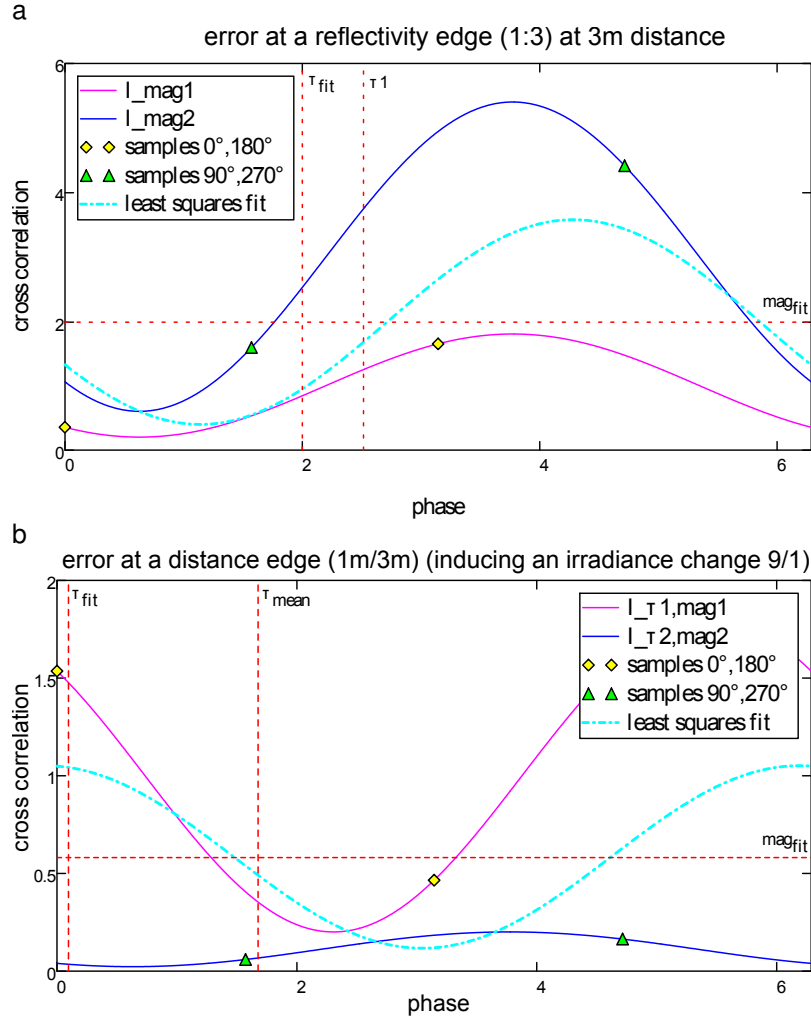 a
error at a reflectivity edge (1:3) at 3m distance
6
τ fit
τ 1
I_mag1
I_mag2
samples 0°,180°
samples 90°,270°
least squares fit
4
cross correlation
mag fit
2
0
0 2 4 6
phase
b
error at a distance edge (1m/3m) (inducing an irradiance change 9/1)
2
τ fit
τ mean
I_τ 1,mag1
I_τ 2,mag2
samples 0°,180°
samples 90°,270°
least squares fit
1.5
cross correlation
1
mag fit
0.5
0
0 2 4 6
phase